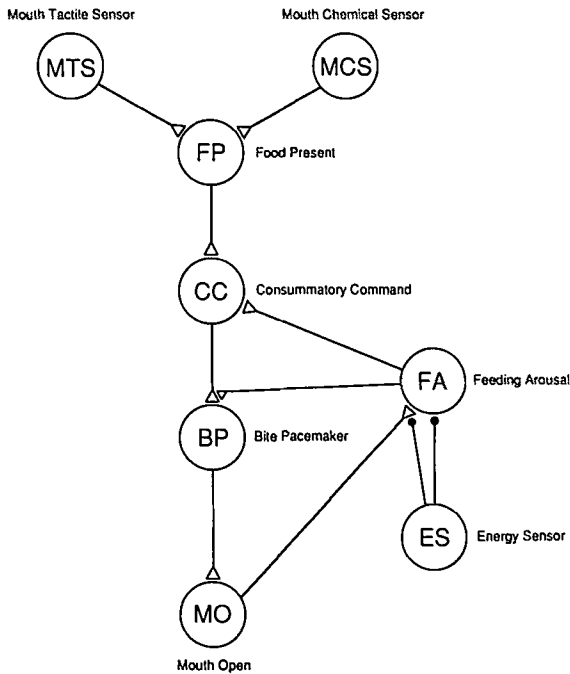 Mouth Tactile Sensor
Mouth Chemical Sensor
MTS
MCS
FP
Food Present
CC
Consummatory Command
FA
Feeding Arousal
BP
Bite Pacemaker
ES
Energy Sensor
MO
Mouth Open